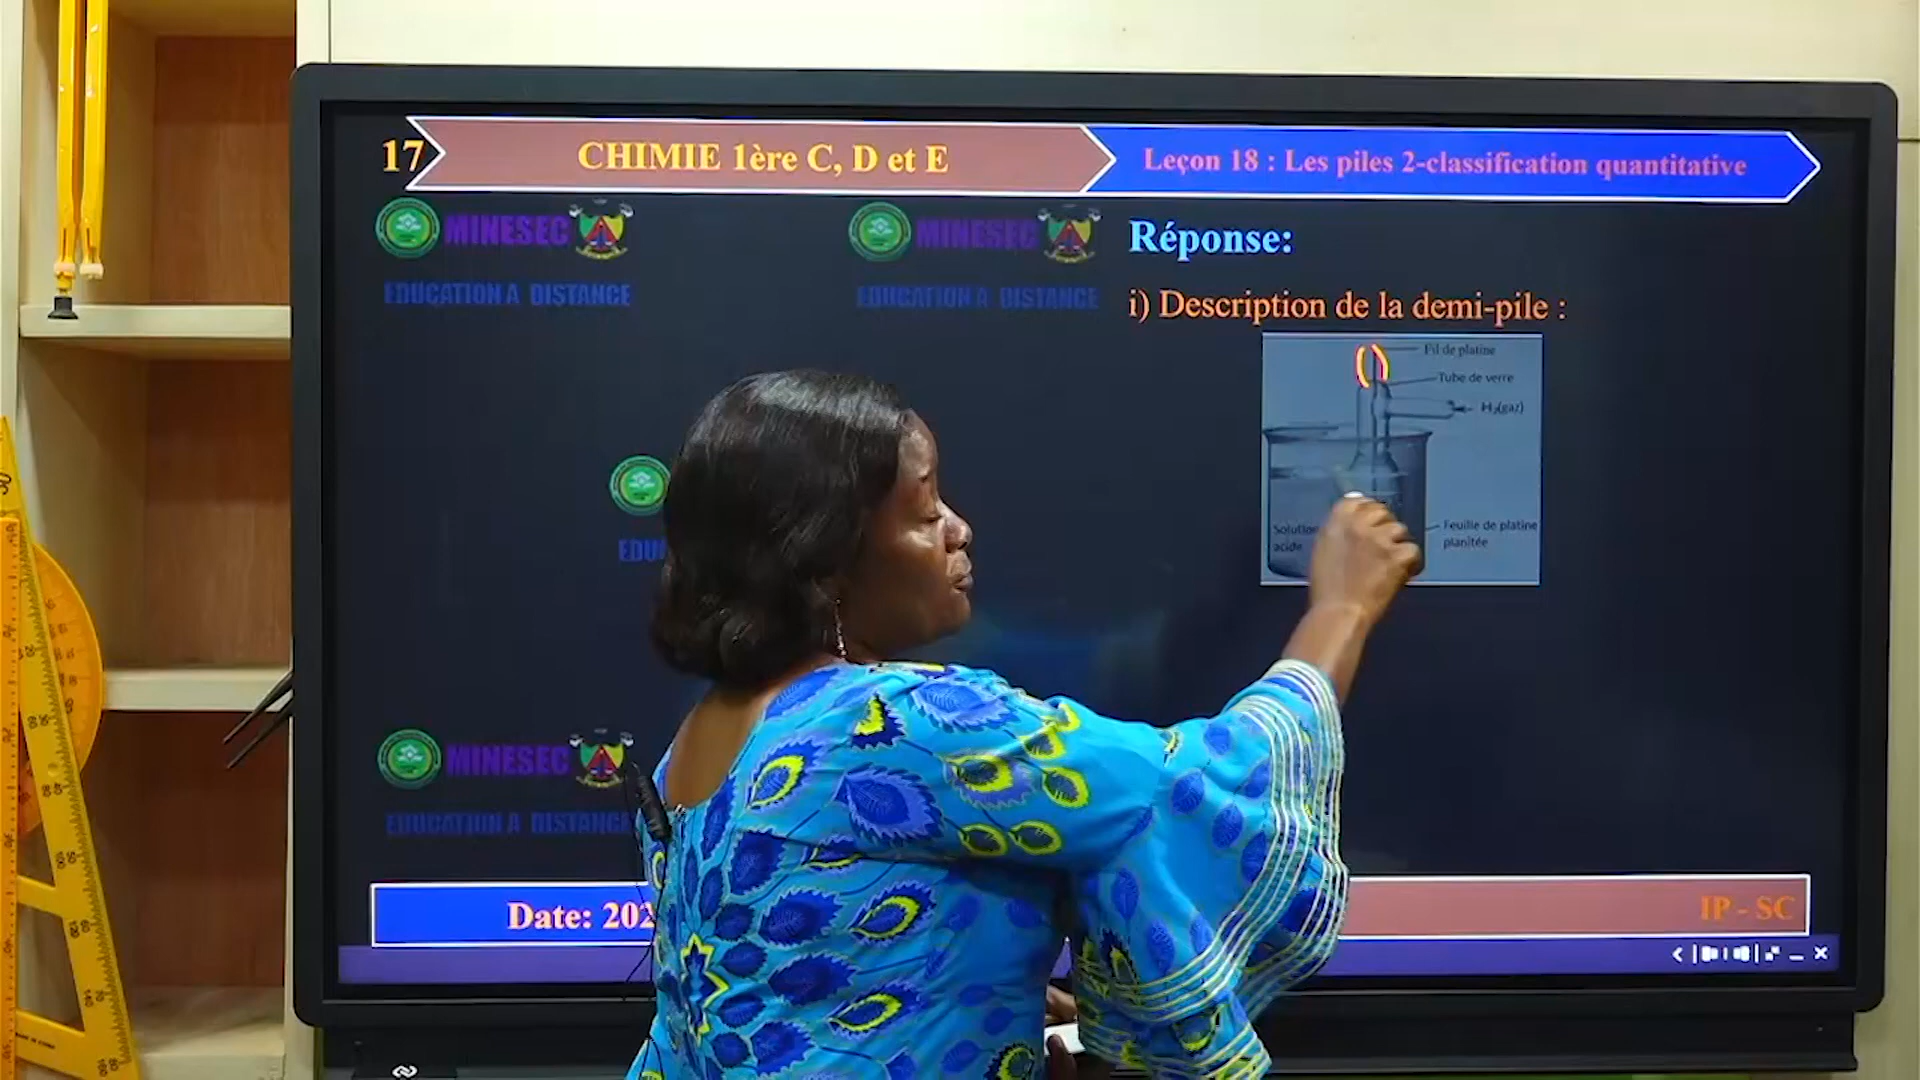 17
CHIMIE 1ère C, D et E
Leçon 18 : Les piles 2-classification quantitative
MINESEC
EDUCATION A DISTANCE
MINESEC
EDUCATION A DISTANCE
Réponse:
i) Description de la demi-pile :
Fil de platine
Tube de verre
H₂(gaz)
Feuille de platine
planitée
acide
MINESEC
EDUCATION A DISTANCE
Date:
IP - SC